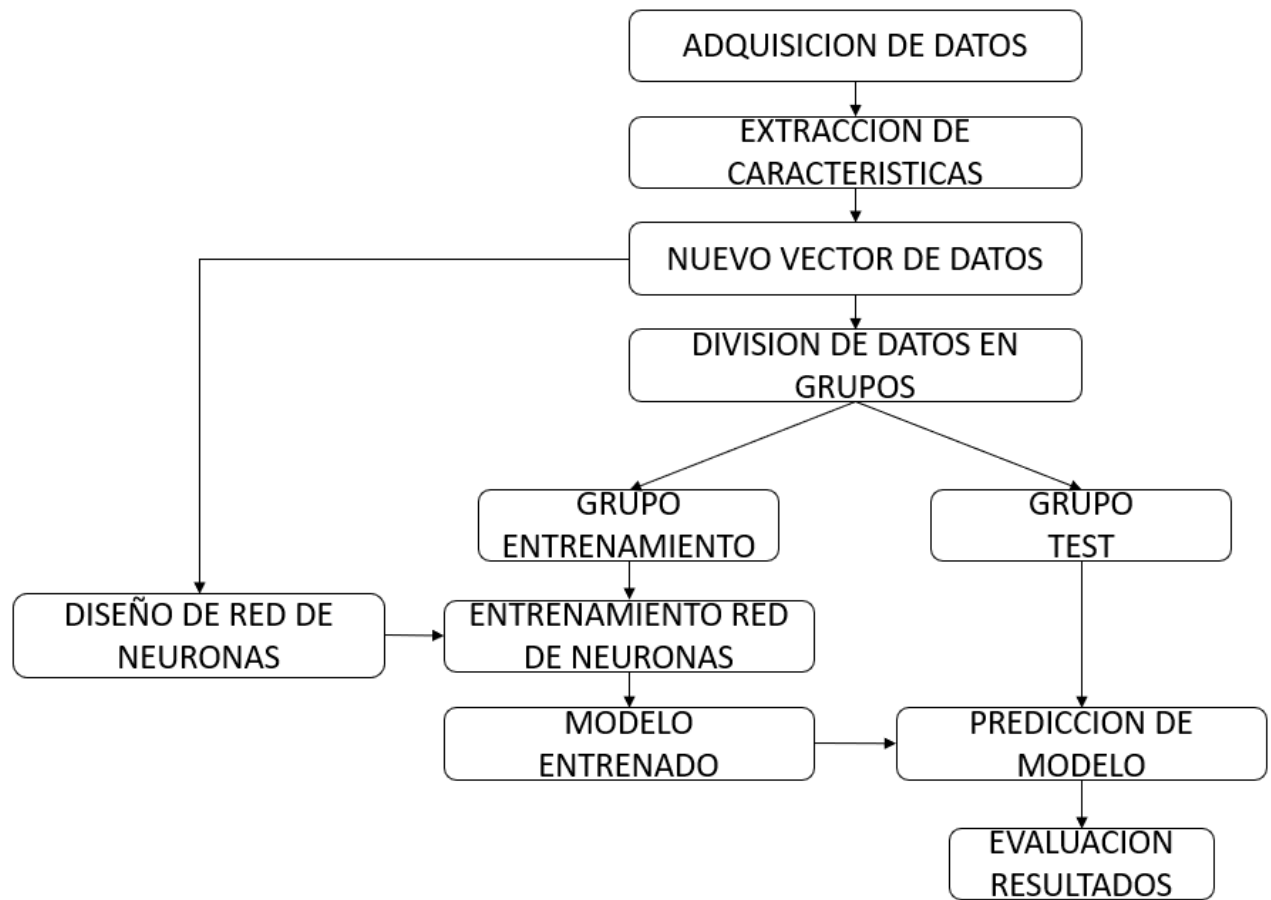 ADQUISICION DE DATOS
EXTRACCION DE
CARACTERISTICAS
NUEVO VECTOR DE DATOS
DIVISION DE DATOS EN
GRUPOS
GRUPO
ENTRENAMIENTO
GRUPO
TEST
DISEÑO DE RED DE
NEURONAS
ENTRENAMIENTO RED
DE NEURONAS
MODELO
ENTRENADO
PREDICCION DE
MODELO
EVALUACION
RESULTADOS